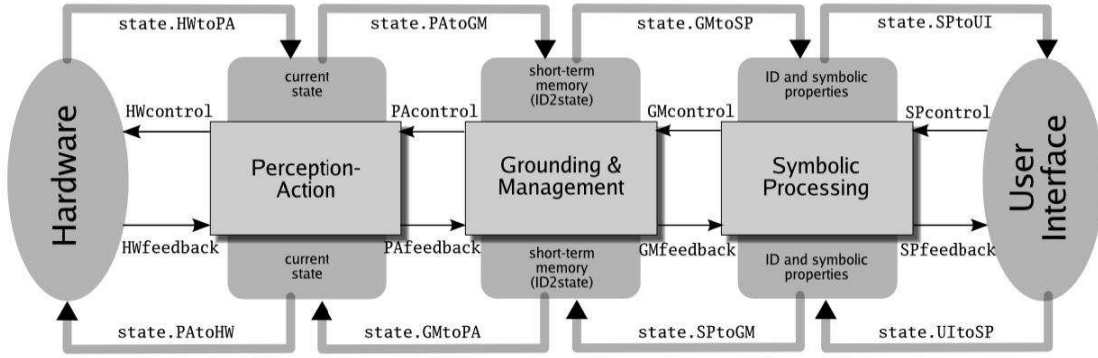 state.HWtoPA
state.PAtoGM
state.GMtoSP
state.SPtoUI
current
state
short-term
memory
(ID2state)
ID and symbolic
properties
HWcontrol
PAcontrol
GMcontrol
SPcontrol
Hardware
Perception-
Action
Grounding &
Management
Symbolic
Processing
User
Interface
HWfeedback
PAfeedback
GMfeedback
SPfeedback
current
state
short-term
memory
(ID2state)
ID and symbolic
properties
state.PAtoHW
state.GMtoPA
state.SPtoGM
state.UItoSP